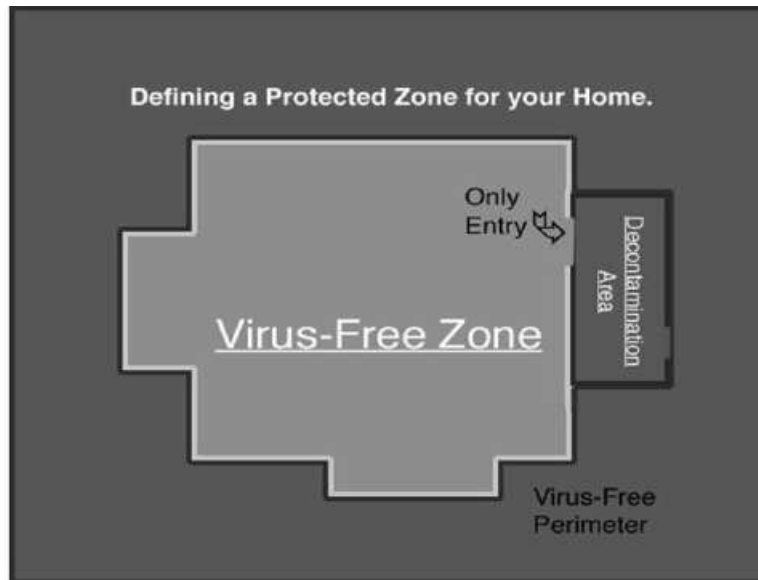 Defining a Protected Zone for your Home.
Only
Entry
Decontamination
Area
Virus-Free Zone
Virus-Free
Perimeter